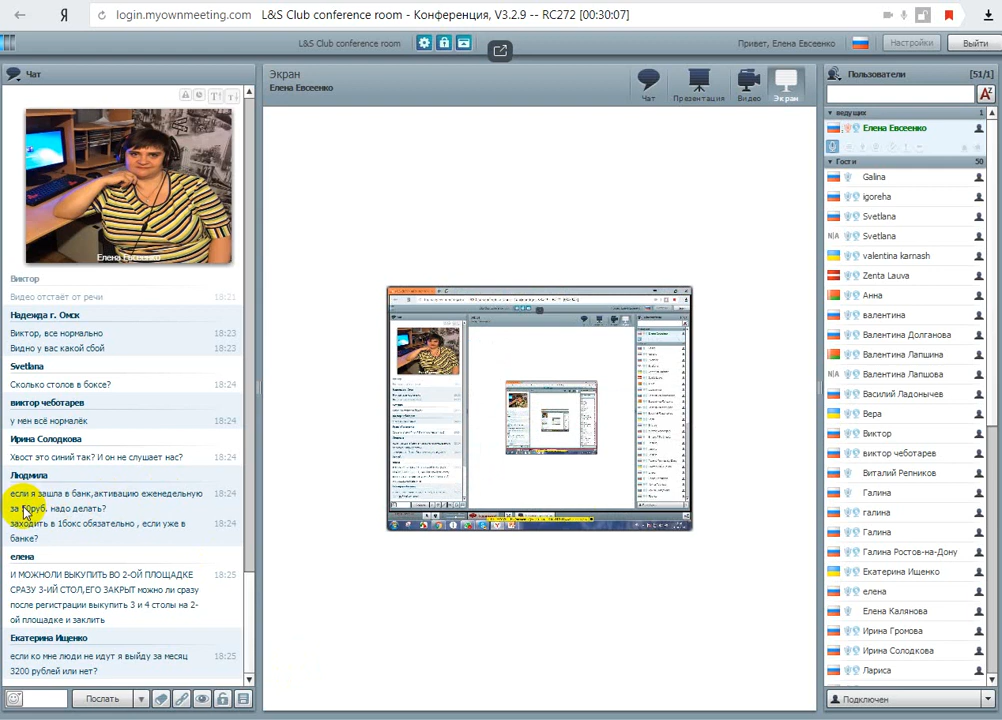 Я
login.myownmeeting.com L&S Club conference room - Конференция, V3.2.9 -- RC272 [00:30:07]
L&S Club conference room
Привет, Елена Евсеенко
Настройки
Выйти
Чат
Экран
Елена Евсеенко
Чат
Презентация
Видео
Экран
Пользователи [51/1]
Елена Евсеенко
Виктор
Видео отстаёт от речи 18:21
Надежда г. Омск
Виктор, все нормально 18:23
Видно у вас какой сбой 18:23
Svetlana
Сколько столов в боксе? 18:24
виктор чеботарев
у мен всё нормалёк 18:24
Ирина Солодкова
Хвост это синий так? И он не слушает нас? 18:24
Людмила
если я зашла в банк,активацию еженедельную 18:24
надо делать?
заходить в 1бокс обязательно , если уже в 18:24
банке?
елена
И МОЖНОЛИ ВЫКУПИТЬ ВО 2-ОЙ ПЛОЩАДКЕ 18:25
СРАЗУ 3-ИЙ СТОЛ,ЕГО ЗАКРЫТ можно ли сразу
после регистрации выкупить 3 и 4 столы на 2-
ой площадке и заклить
Екатерина Ищенко
если ко мне люди не идут я выйду за месяц 18:25
3200 рублей или нет?
Послать
ведущих 1
Елена Евсеенко
Гости 50
Galina
igoreha
Svetlana
N|A Svetlana
valentina karnash
Zenta Lauva
Анна
валентина
Валентина Долганова
Валентина Лапшина
N|A Валентина Лапшова
Василий Ладонычев
Вера
Виктор
виктор чеботарев
Виталий Репников
Галина
галина
Галина
Галина Ростов-на-Дону
Екатерина Ищенко
елена
Елена Калянова
Ирина Громова
Ирина Солодкова
Лариса
Подключен